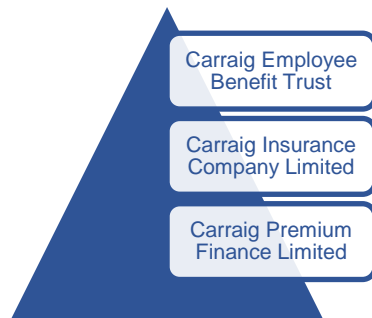 Carraig Employee
Benefit Trust
Carraig Insurance
Company Limited
Carraig Premium
Finance Limited